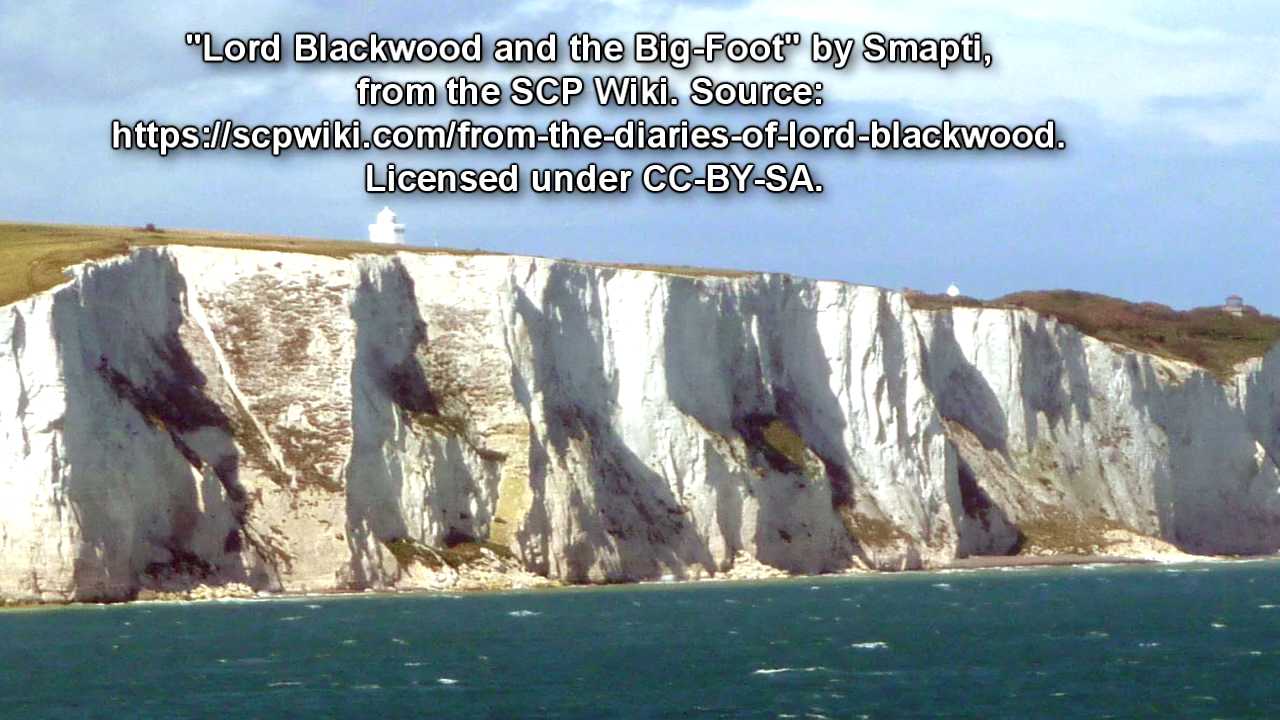 "Lord Blackwood and the Big-Foot" by Smapti,
from the SCP Wiki. Source:
https://scpwiki.com/from-the-diaries-of-lord-blackwood.
Licensed under CC-BY-SA.